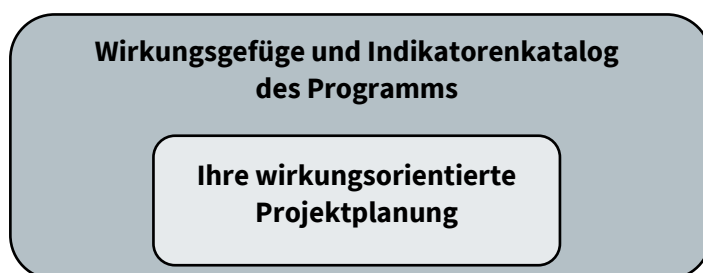 Wirkungsgefüge und Indikatorenkatalog
des Programms
Ihre wirkungsorientierte
Projektplanung